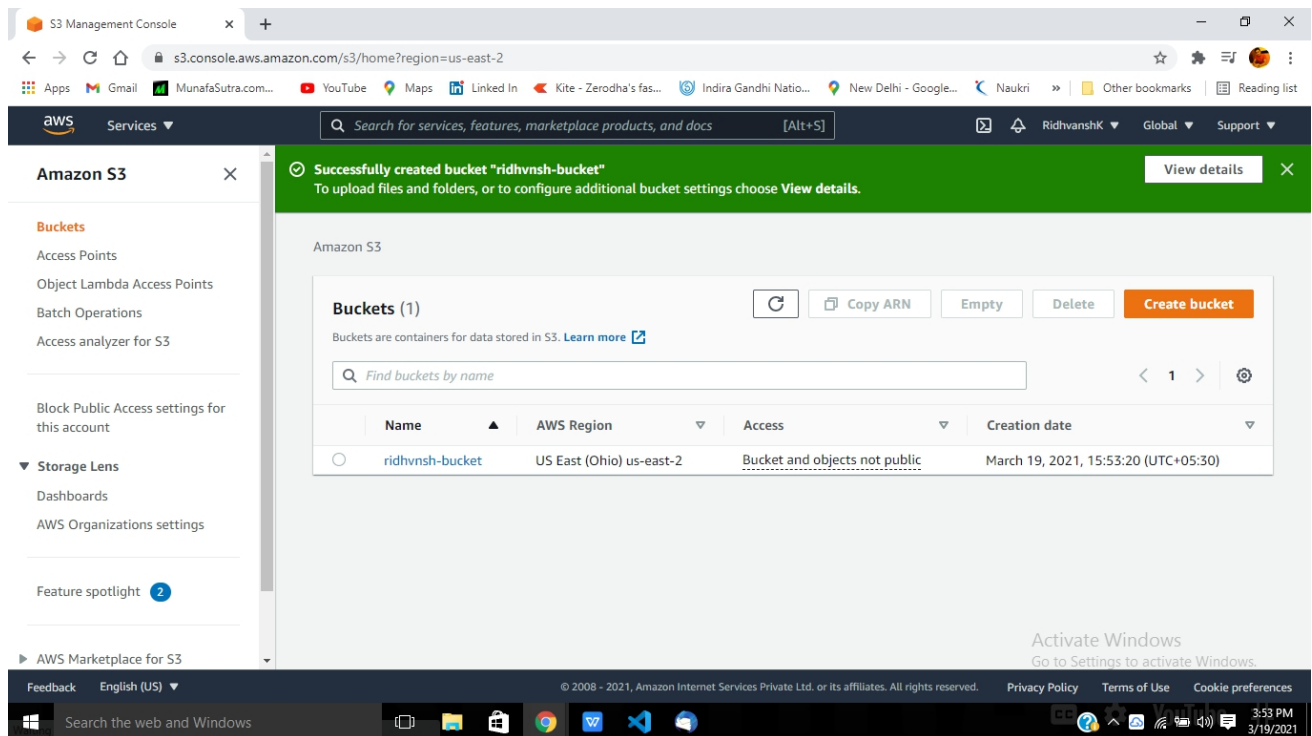 S3 Management Console
s3.console.aws.amazon.com/s3/home?region=us-east-2
Apps Gmail MunafaSutra.com... YouTube Maps Linked In Kite - Zerodha's fas... Indira Gandhi Natio... New Delhi - Google... Naukri » Other bookmarks Reading list
aws Services ▼ Search for services, features, marketplace products, and docs [Alt+S] RidhvanshK ▼ Global ▼ Support ▼
Amazon S3
Buckets
Access Points
Object Lambda Access Points
Batch Operations
Access analyzer for S3
Block Public Access settings for
this account
Storage Lens
Dashboards
AWS Organizations settings
Feature spotlight 2
AWS Marketplace for S3
Successfully created bucket "ridhvnsh-bucket"
To upload files and folders, or to configure additional bucket settings choose View details.
View details
Amazon S3
Buckets (1)
Copy ARN Empty Delete Create bucket
Buckets are containers for data stored in S3. Learn more
Find buckets by name
1
Name AWS Region Access Creation date
ridhvnsh-bucket US East (Ohio) us-east-2 Bucket and objects not public March 19, 2021, 15:53:20 (UTC+05:30)
Activate Windows
Go to Settings to activate Windows.
Feedback English (US) ▼ © 2008 - 2021, Amazon Internet Services Private Ltd. or its affiliates. All rights reserved. Privacy Policy Terms of Use Cookie preferences
Search the web and Windows
CC YouTube
3:53 PM
3/19/2021